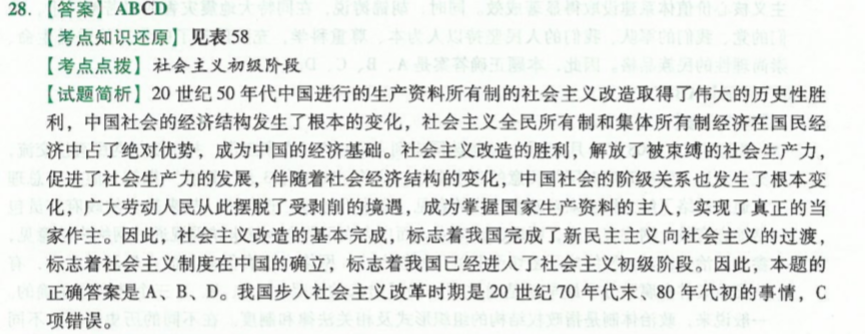 28.【答案】ABCD
【考点知识还原】见表58
【考点点拨】社会主义初级阶段
【试题简析】20世纪50年代中国进行的生产资料所有制的社会主义改造取得了伟大的历史性胜
利，中国社会的经济结构发生了根本的变化，社会主义全民所有制和集体所有制经济在国民经
济中占了绝对优势，成为中国的经济基础。社会主义改造的胜利，解放了被束缚的社会生产力，
促进了社会生产力的发展，伴随着社会经济结构的变化，中国社会的阶级关系也发生了根本变
化，广大劳动人民从此摆脱了受剥削的境遇，成为掌握国家生产资料的主人，实现了真正的当
家作主。因此，社会主义改造的基本完成，标志着我国完成了新民主主义向社会主义的过渡，
标志着社会主义制度在中国的确立，标志着我国已经进入了社会主义初级阶段。因此，本题的
正确答案是A、B、D。我国步入社会主义改革时期是20世纪70年代末、80年代初的事情，C
项错误。